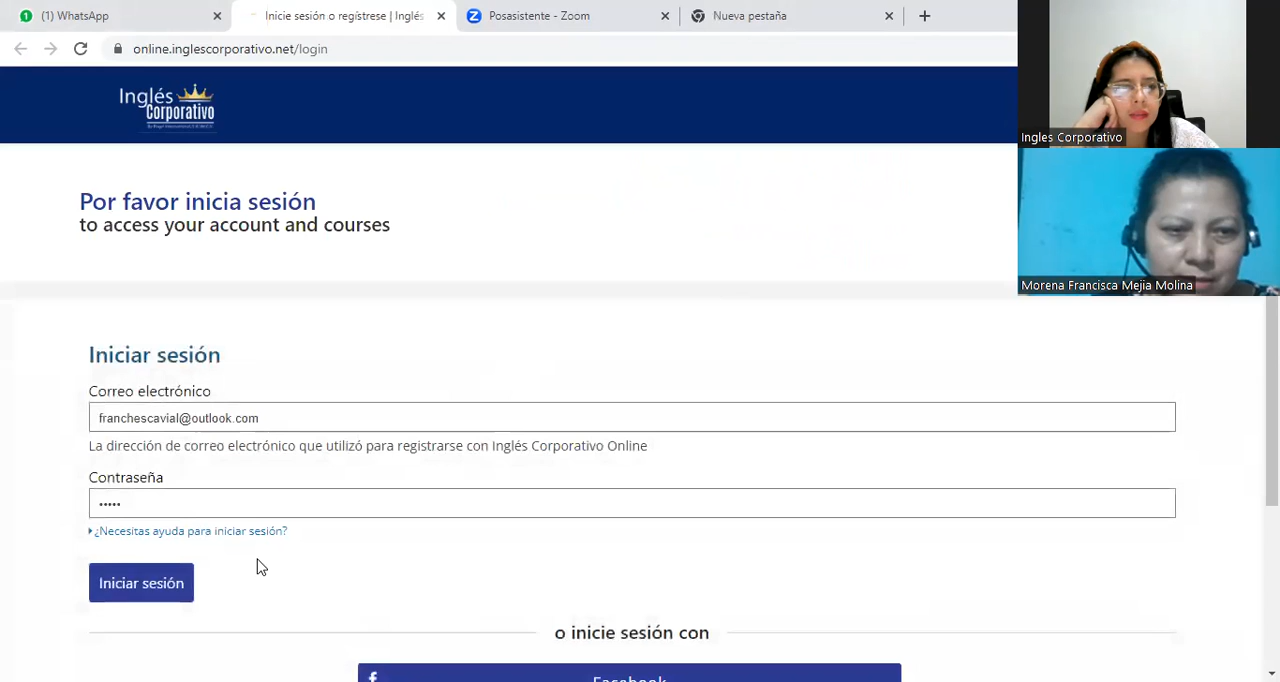 (1) WhatsApp
Inicie sesión o regístrese | Inglés
Posasistente - Zoom
Nueva pestaña
online.inglescorporativo.net/login
Inglés
Corporativo
Ingles Corporativo
Por favor inicia sesión
to access your account and courses
Morena Francisca Mejia Molina
Iniciar sesión
Correo electrónico
franchescavial@outlook.com
La dirección de correo electrónico que utilizó para registrarse con Inglés Corporativo Online
Contraseña
•••••
¿Necesitas ayuda para iniciar sesión?
Iniciar sesión
o inicie sesión con
Facebook